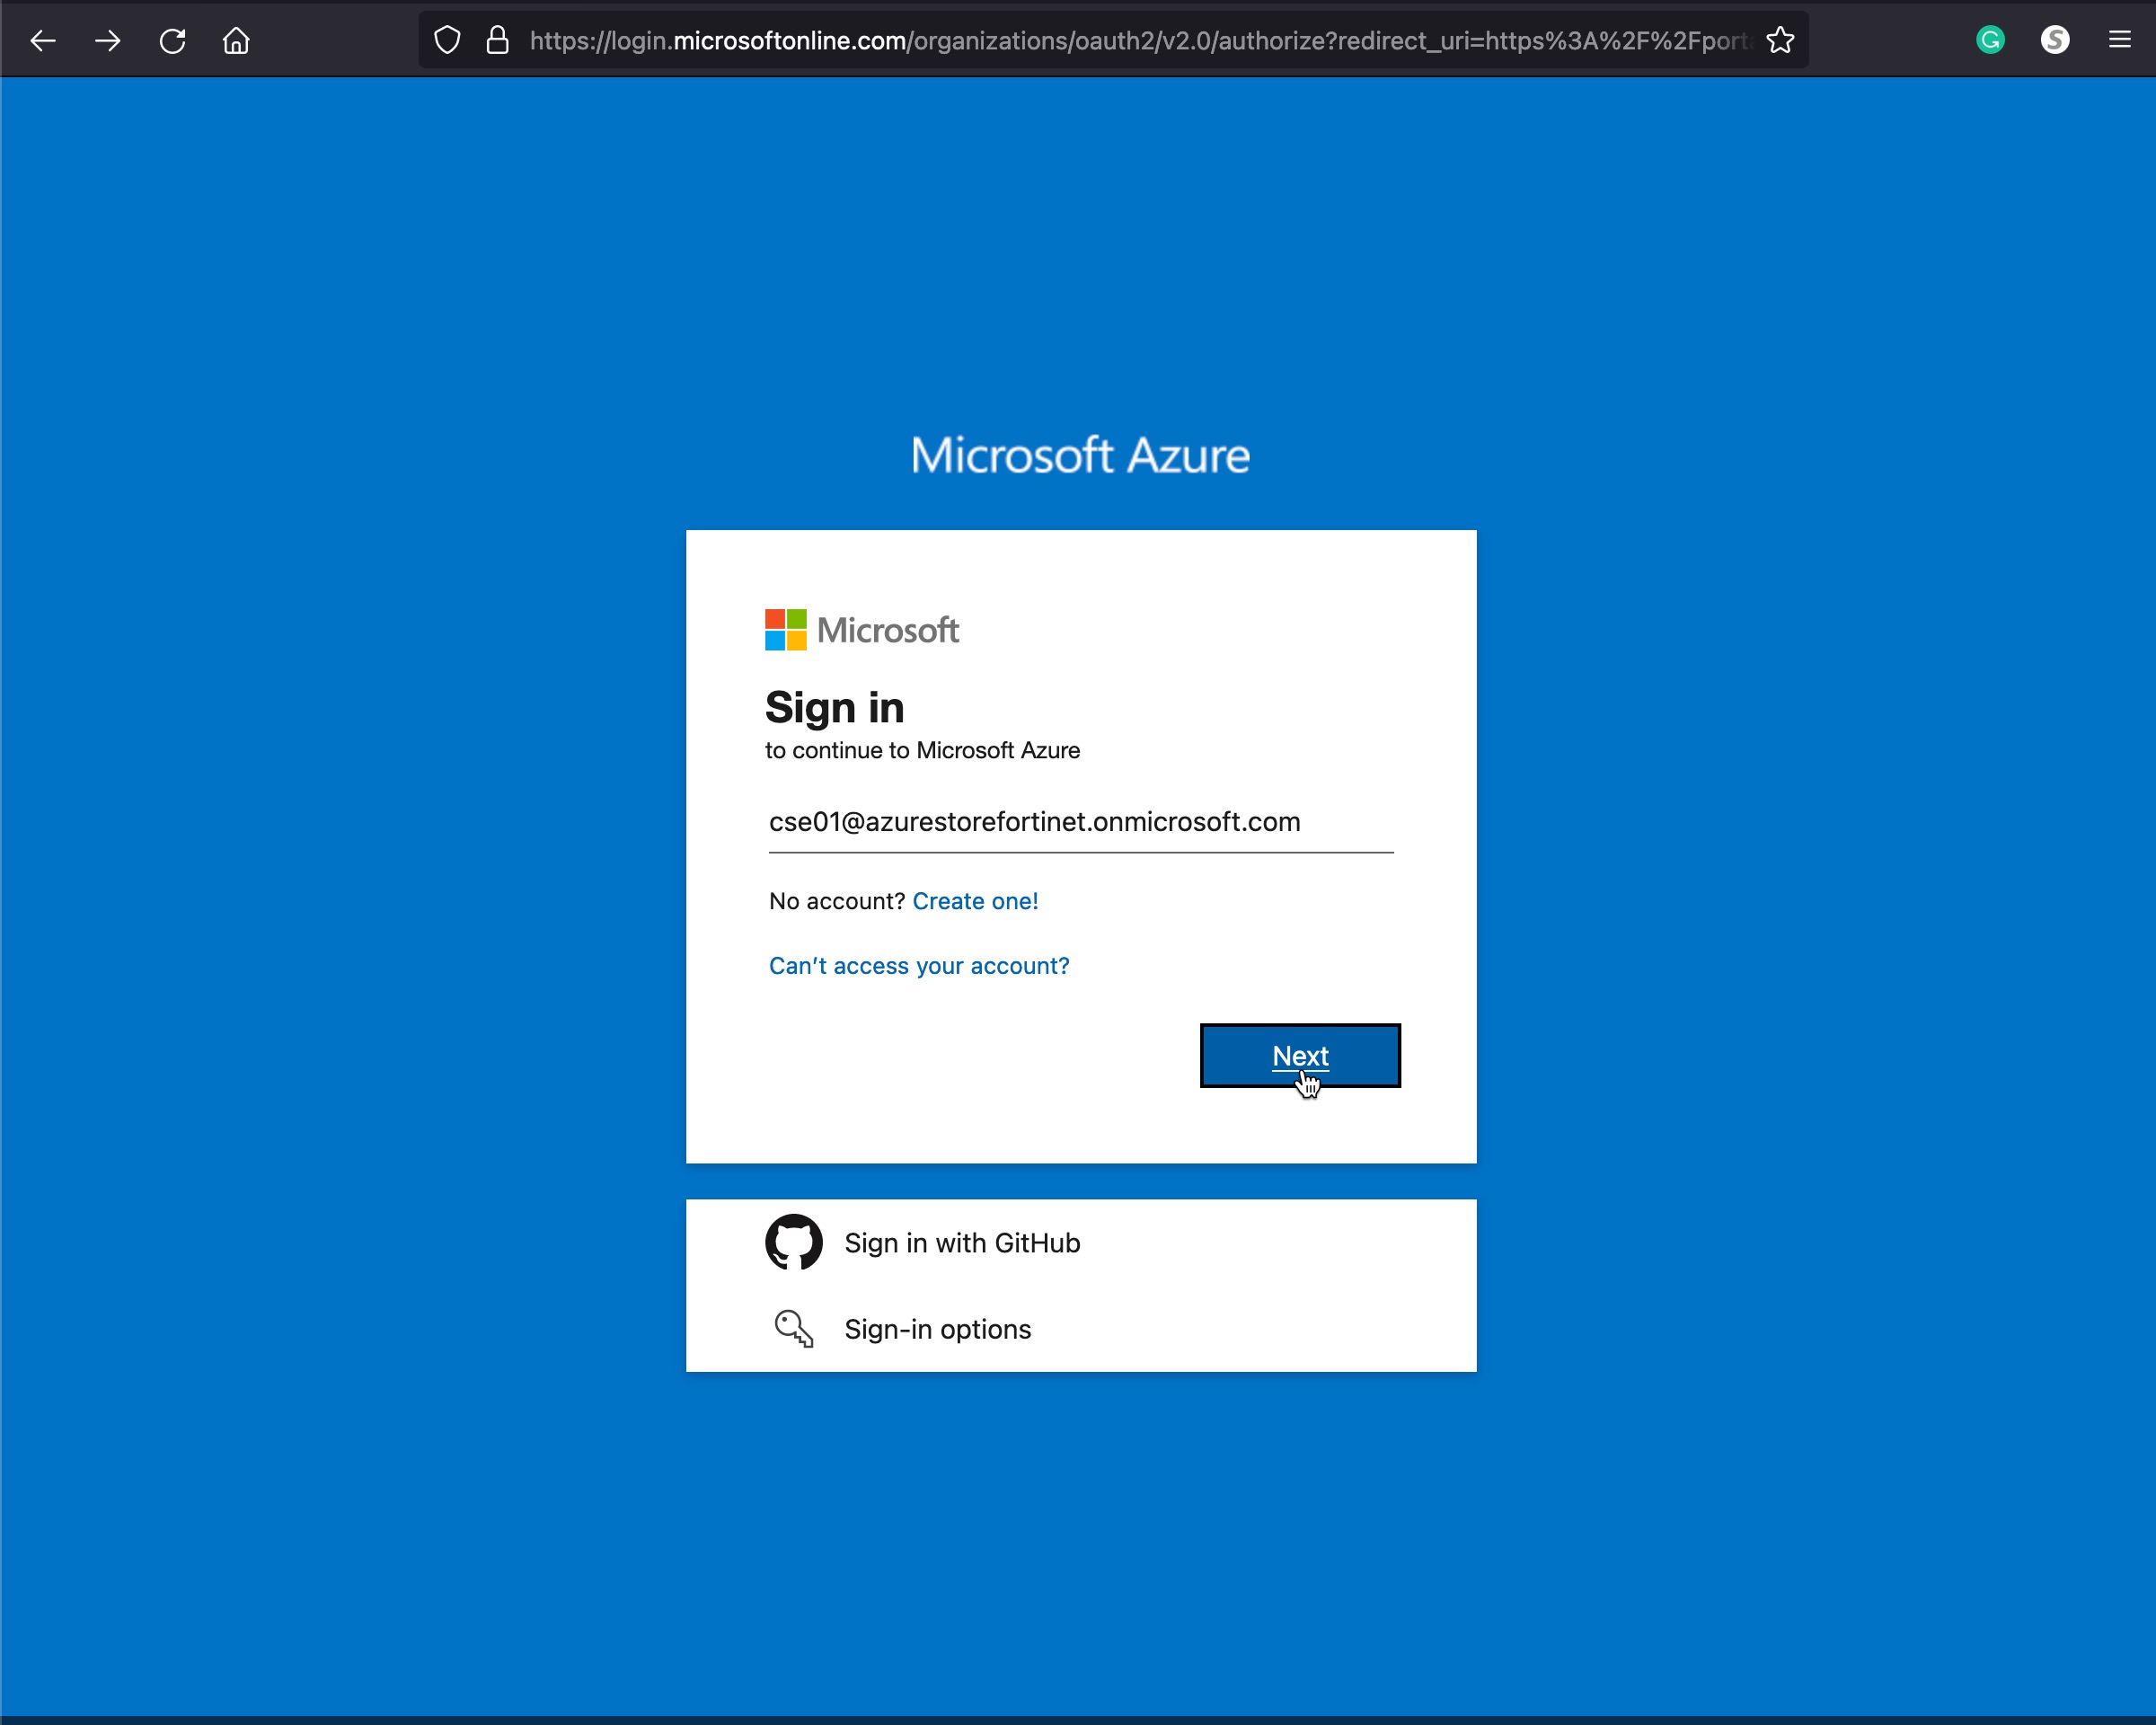 https://login.microsoftonline.com/organizations/oauth2/v2.0/authorize?redirect_uri=https%3A%2F%2Fport
Microsoft Azure
Microsoft
Sign in
to continue to Microsoft Azure
cse01@azurestorefortinet.onmicrosoft.com
No account? Create one!
Can't access your account?
Next
Sign in with GitHub
Sign-in options